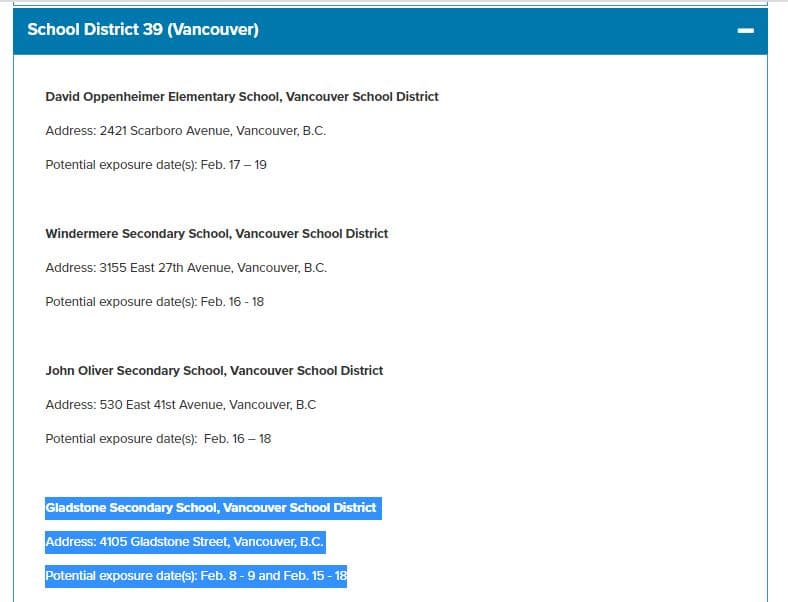 School District 39 (Vancouver)
David Oppenheimer Elementary School, Vancouver School District
Address: 2421 Scarboro Avenue, Vancouver, B.C.
Potential exposure date(s): Feb. 17 – 19
Windermere Secondary School, Vancouver School District
Address: 3155 East 27th Avenue, Vancouver, B.C.
Potential exposure date(s): Feb. 16 - 18
John Oliver Secondary School, Vancouver School District
Address: 530 East 41st Avenue, Vancouver, B.C
Potential exposure date(s):  Feb. 16 – 18
Gladstone Secondary School, Vancouver School District
Address: 4105 Gladstone Street, Vancouver, B.C.
Potential exposure date(s): Feb. 8 - 9 and Feb. 15 - 18